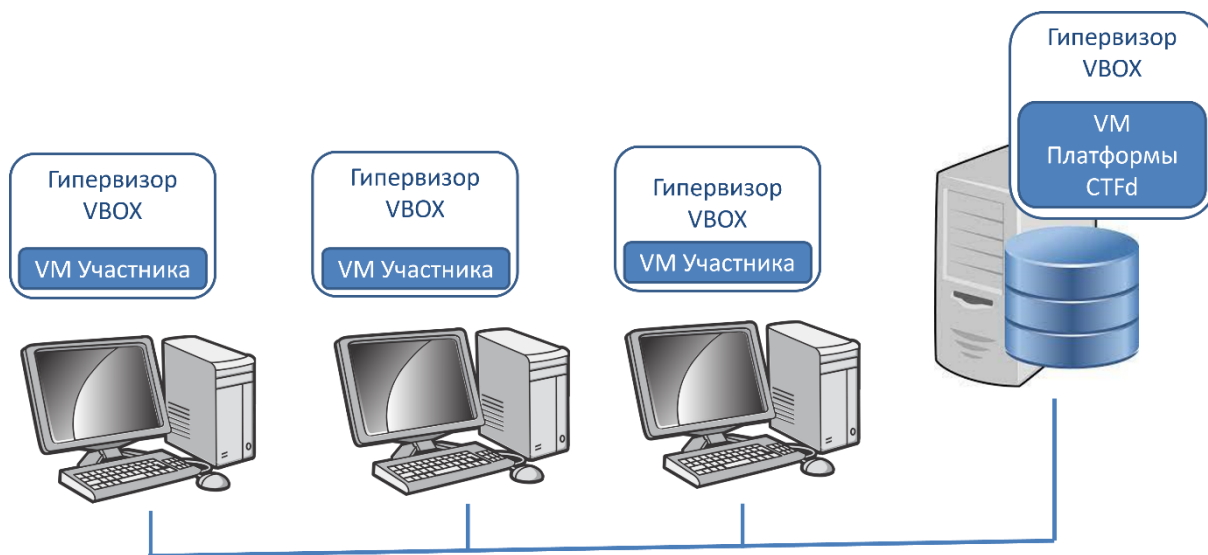 Гипервизор
VBOX
VM Участника
Гипервизор
VBOX
VM Участника
Гипервизор
VBOX
VM Участника
Гипервизор
VBOX
VM
Платформы
CTFd